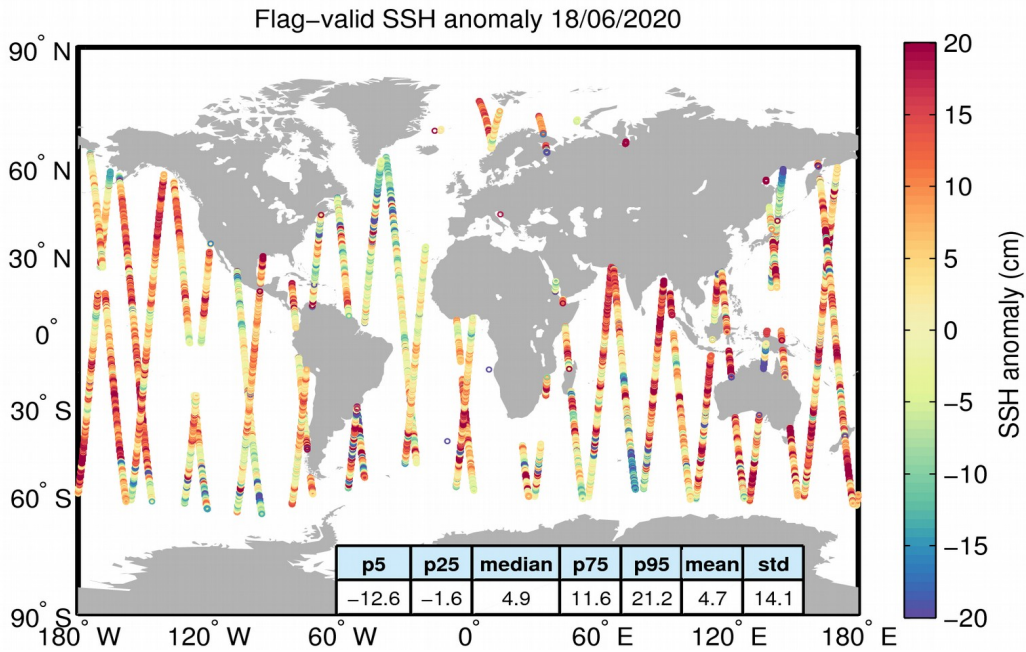 Flag−valid SSH anomaly 18/06/2020
90° N
60° N
30° N
0°
30° S
60° S
90° S
180° W
120° W
60° W
0°
60° E
120° E
180° E
p5 p25 median p75 p95 mean std
−12.6 −1.6 4.9 11.6 21.2 4.7 14.1
20
15
10
5
0
−5
−10
−15
−20
SSH anomaly (cm)